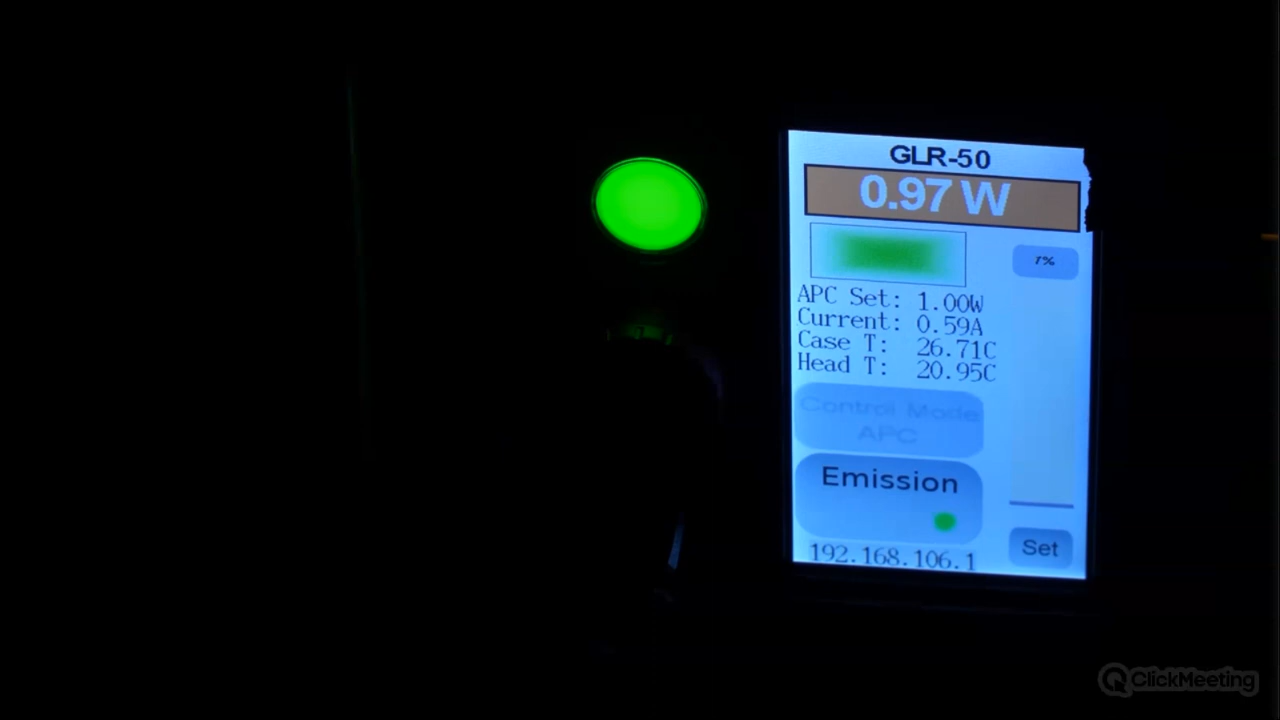 GLR-50
0.97 W
1%
APC Set: 1.00W
Current: 0.59A
Case T: 26.71C
Head T: 20.95C
Control Mode
APC
Emission
Set
192.168.106.1
ClickMeeting